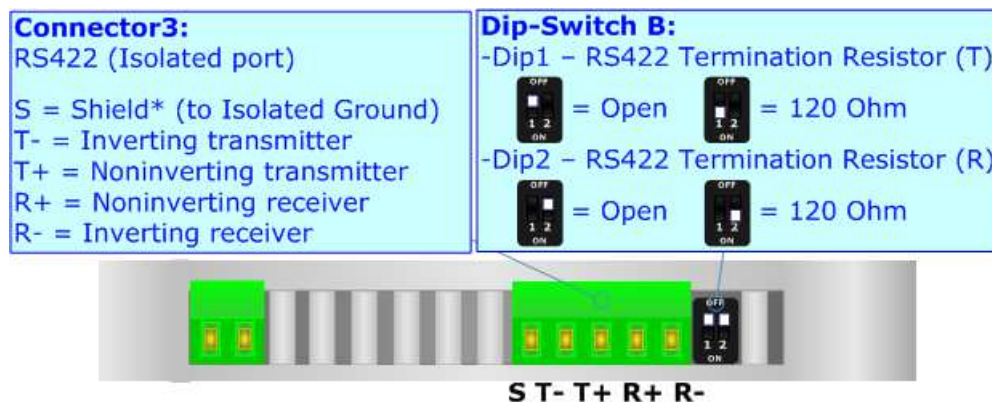 Connector3:
RS422 (Isolated port)
S = Shield* (to Isolated Ground)
T- = Inverting transmitter
T+ = Noninverting transmitter
R+ = Noninverting receiver
R- = Inverting receiver
Dip-Switch B:
-Dip1 – RS422 Termination Resistor (T)
OFF
1 2
ON
= Open
OFF
1 2
ON
= 120 Ohm
-Dip2 – RS422 Termination Resistor (R)
OFF
1 2
ON
= Open
OFF
1 2
ON
= 120 Ohm
OFF
1 2
ON
S T- T+ R+ R-